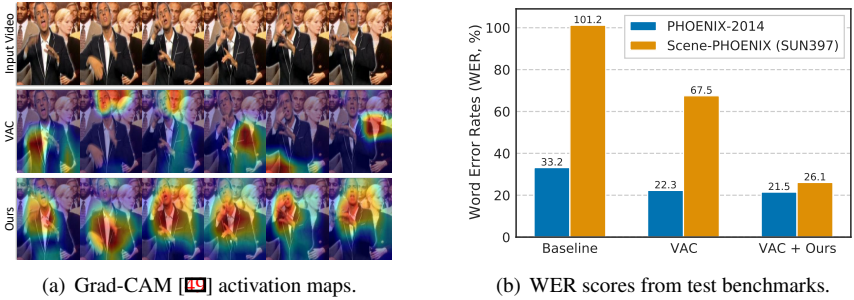 Input Video
VAC
Ours
(a) Grad-CAM [49] activation maps.
Word Error Rates (WER, %)
100
80
60
40
20
0
PHOENIX-2014
Scene-PHOENIX (SUN397)
33.2
101.2
22.3
67.5
21.5
26.1
Baseline
VAC
VAC + Ours
(b) WER scores from test benchmarks.